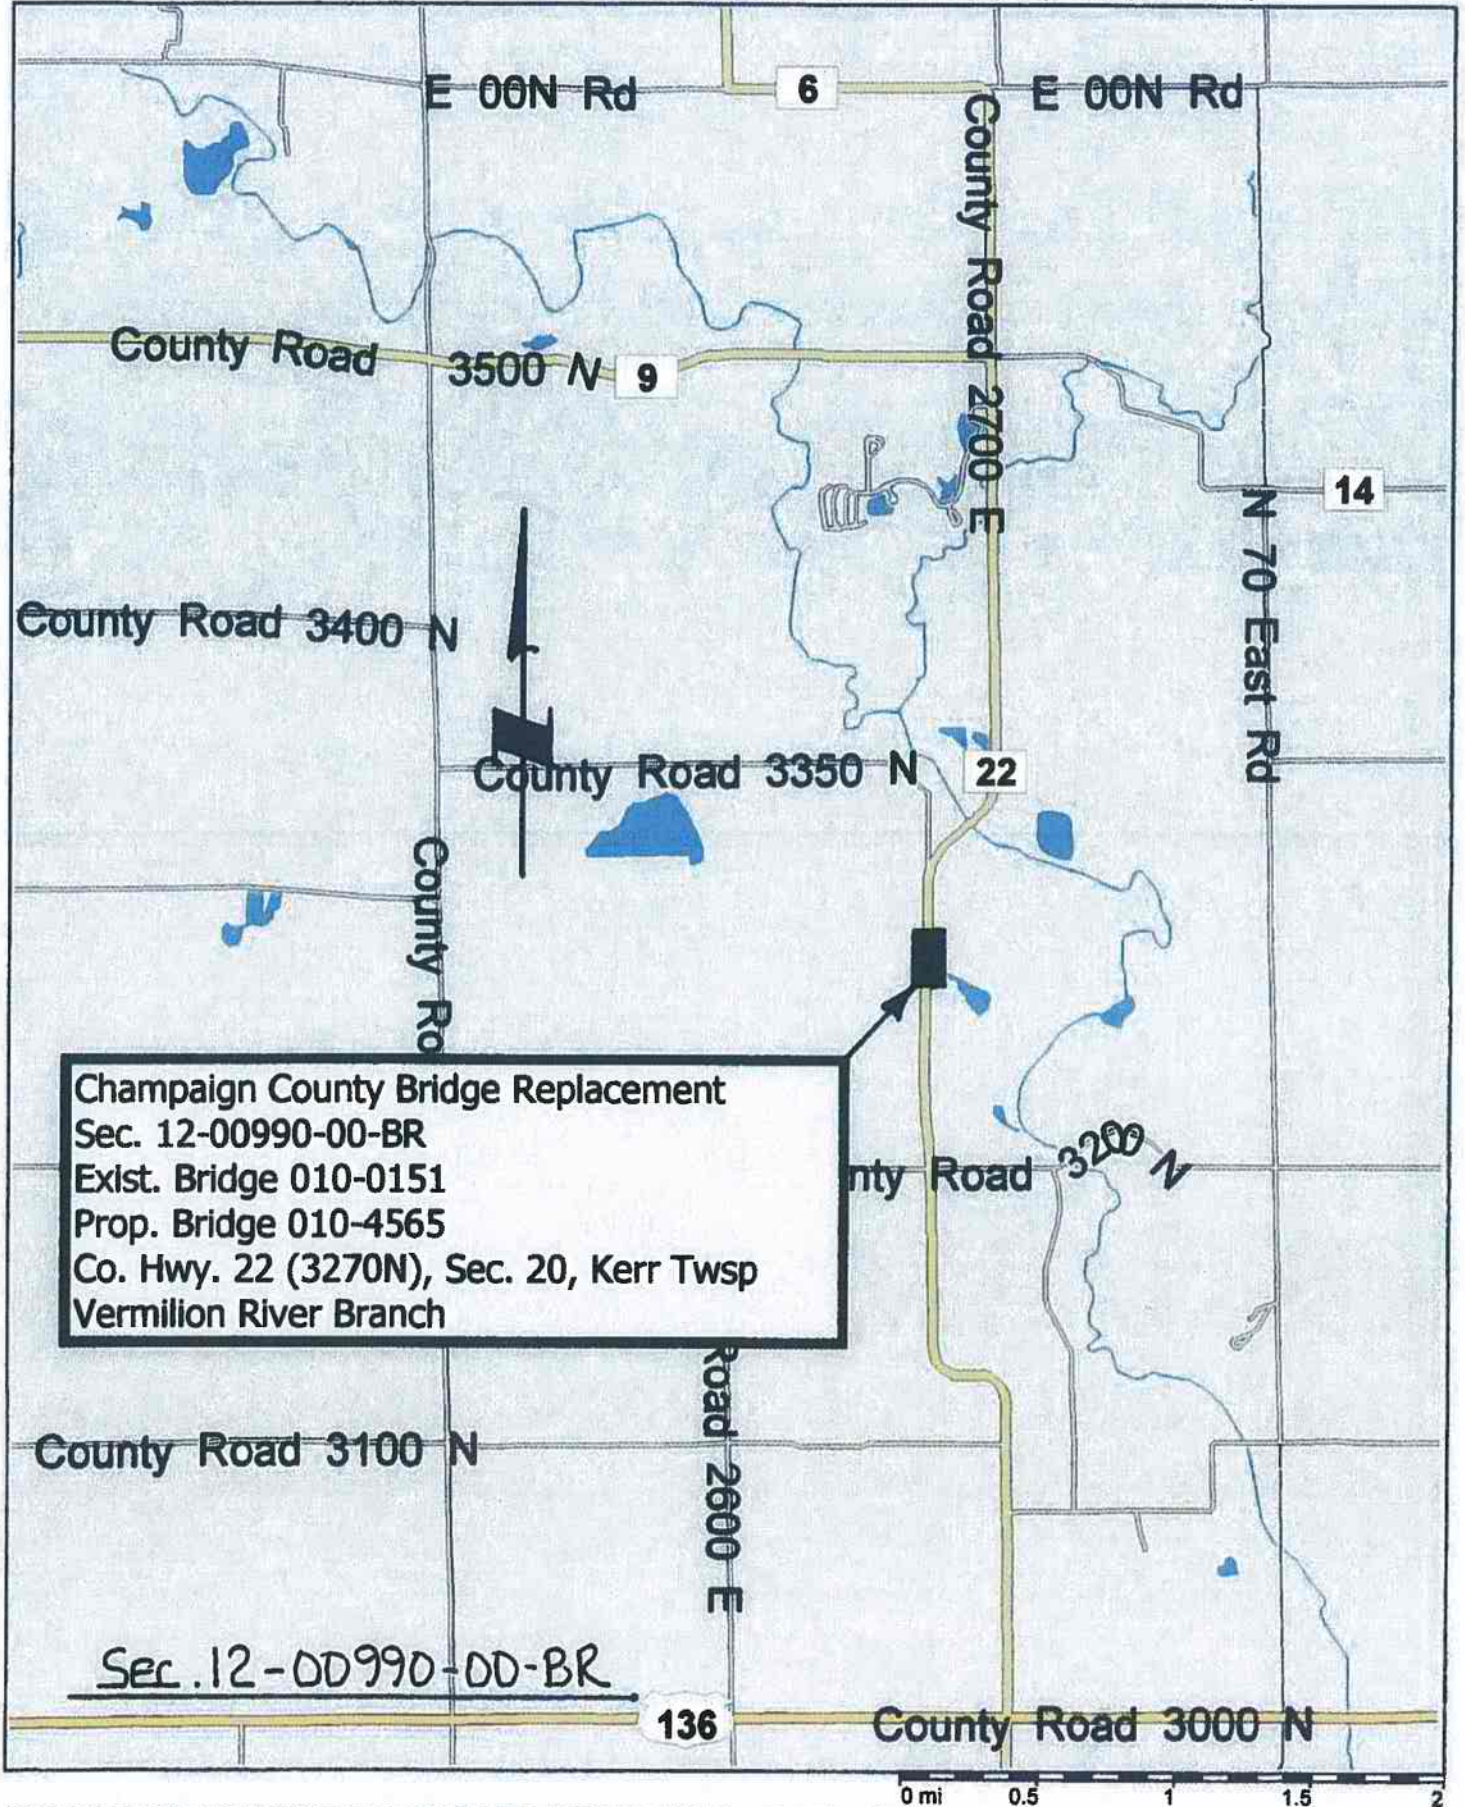 E 00N Rd
6
E 00N Rd
County Road 2700 E
County Road 3500 N
9
14
N 70 East Rd
County Road 3400 N
County Road 3350 N
22
County Ro
Champaign County Bridge Replacement
Sec. 12-00990-00-BR
Exist. Bridge 010-0151
Prop. Bridge 010-4565
Co. Hwy. 22 (3270N), Sec. 20, Kerr Twsp
Vermilion River Branch
nty Road 3200 N
Road 2600 E
County Road 3100 N
Sec. 12-00990-00-BR
136
County Road 3000 N
0 mi 0.5 1 1.5 2